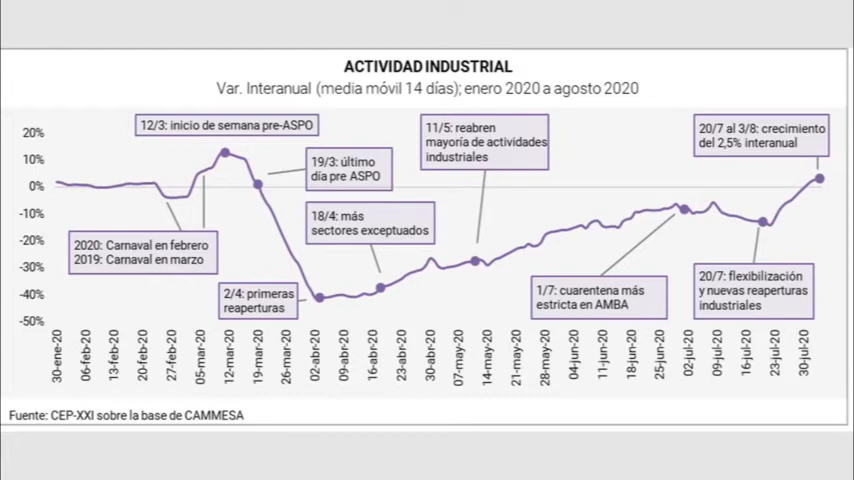 ACTIVIDAD INDUSTRIAL
Var. Interanual (media móvil 14 días); enero 2020 a agosto 2020
12/3: inicio de semana pre-ASPO
19/3: último
día pre ASPO
11/5: reabren
mayoría de actividades
industriales
20/7 al 3/8: crecimiento
del 2,5% interanual
18/4: más
sectores exceptuados
2020: Carnaval en febrero
2019: Carnaval en marzo
2/4: primeras
reaperturas
1/7: cuarentena más
estricta en AMBA
20/7: flexibilización
y nuevas reaperturas
industriales
20%
10%
0%
-10%
-20%
-30%
-40%
-50%
30-ene-20
06-feb-20
13-feb-20
20-feb-20
27-feb-20
05-mar-20
12-mar-20
19-mar-20
26-mar-20
02-abr-20
09-abr-20
16-abr-20
23-abr-20
30-abr-20
07-may-20
14-may-20
21-may-20
28-may-20
04-jun-20
11-jun-20
18-jun-20
25-jun-20
02-jul-20
09-jul-20
16-jul-20
23-jul-20
30-jul-20
Fuente: CEP-XXI sobre la base de CAMMESA